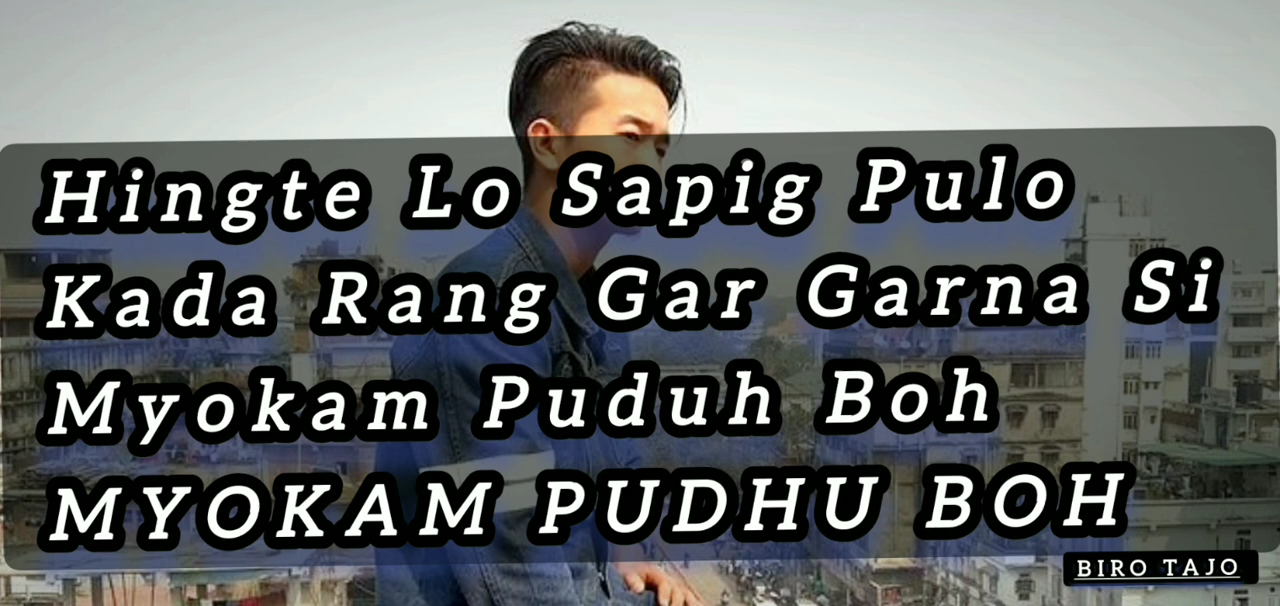 Hingte Lo Sapig Pulo
Kada Rang Gar Garna Si
Myokam Puduh Boh
MYOKAM PUDHU BOH
BIRO TAJO